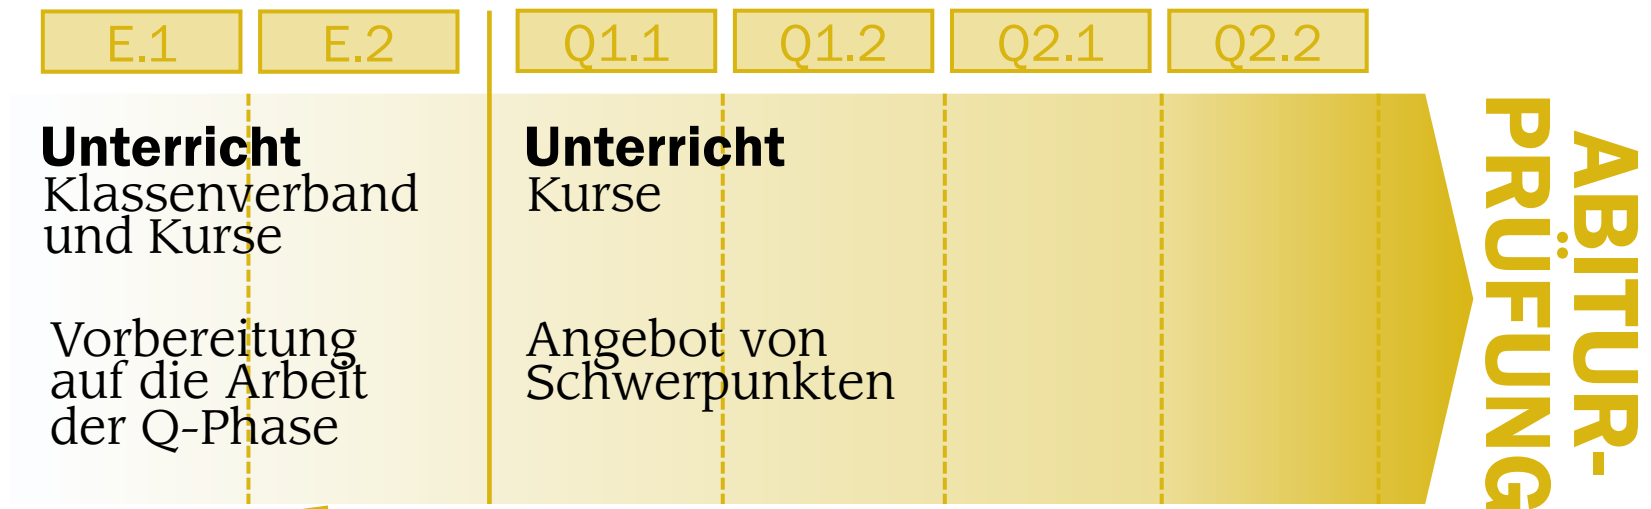 E.1 E.2 Q1.1 Q1.2 Q2.1 Q2.2
Unterricht
Klassenverband
und Kurse
Vorbereitung
auf die Arbeit
der Q-Phase
Unterricht
Kurse
Angebot von
Schwerpunkten
ABITUR-
PRÜFUNG